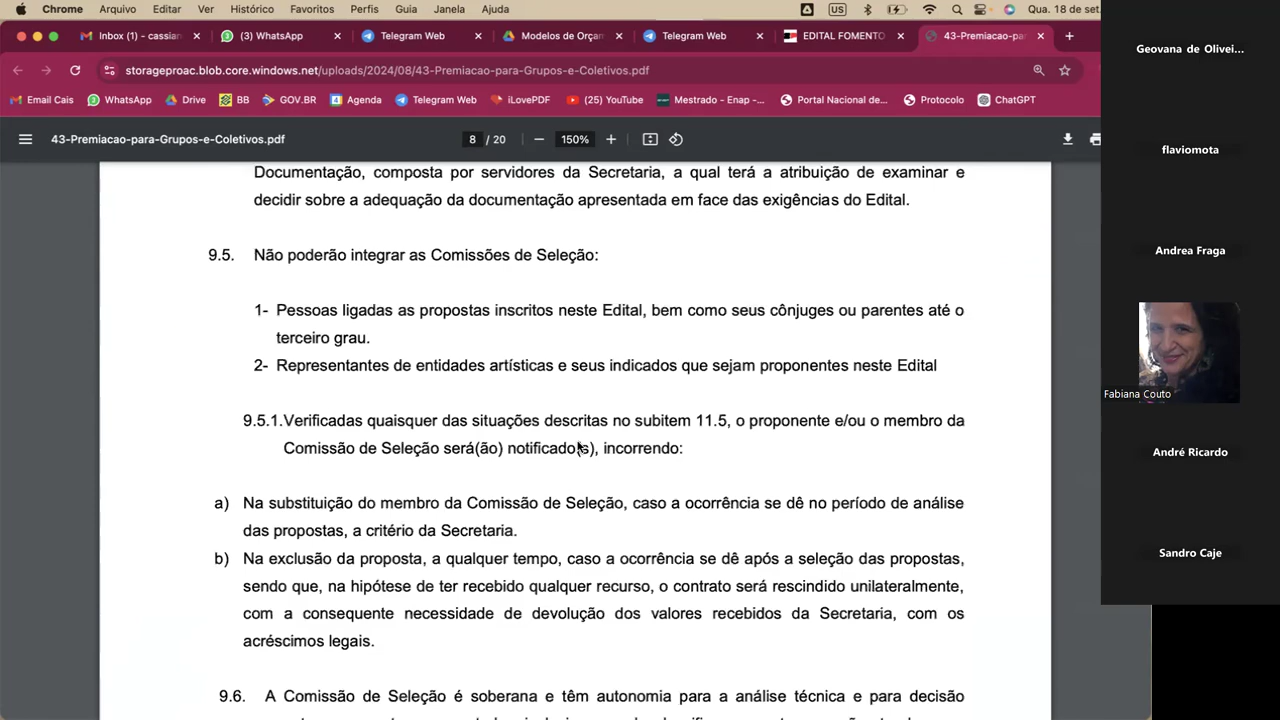 Chrome Arquivo Editar Ver Histórico Favoritos Perfis Guia Janela Ajuda US Qua. 18 de set.
Inbox (1) - cassian (3) WhatsApp Telegram Web Modelos de Orçam Telegram Web EDITAL FOMENTO 43-Premiacao-par
storageproac.blob.core.windows.net/uploads/2024/08/43-Premiacao-para-Grupos-e-Coletivos.pdf
Email Cais WhatsApp Drive BB GOV.BR Agenda Telegram Web iLovePDF (25) YouTube Mestrado - Enap -... Portal Nacional de... Protocolo ChatGPT
43-Premiacao-para-Grupos-e-Coletivos.pdf 8 / 20 150%
Documentação, composta por servidores da Secretaria, a qual terá a atribuição de examinar e
decidir sobre a adequação da documentação apresentada em face das exigências do Edital.
9.5. Não poderão integrar as Comissões de Seleção:
1- Pessoas ligadas as propostas inscritos neste Edital, bem como seus cônjuges ou parentes até o
terceiro grau.
2- Representantes de entidades artísticas e seus indicados que sejam proponentes neste Edital
9.5.1.Verificadas quaisquer das situações descritas no subitem 11.5, o proponente e/ou o membro da
Comissão de Seleção será(ão) notificado(s), incorrendo:
a) Na substituição do membro da Comissão de Seleção, caso a ocorrência se dê no período de análise
das propostas, a critério da Secretaria.
b) Na exclusão da proposta, a qualquer tempo, caso a ocorrência se dê após a seleção das propostas,
sendo que, na hipótese de ter recebido qualquer recurso, o contrato será rescindido unilateralmente,
com a consequente necessidade de devolução dos valores recebidos da Secretaria, com os
acréscimos legais.
9.6. A Comissão de Seleção é soberana e têm autonomia para a análise técnica e para decisão
Geovana de Olivei...
flaviomota
Andrea Fraga
Fabiana Couto
André Ricardo
Sandro Caje